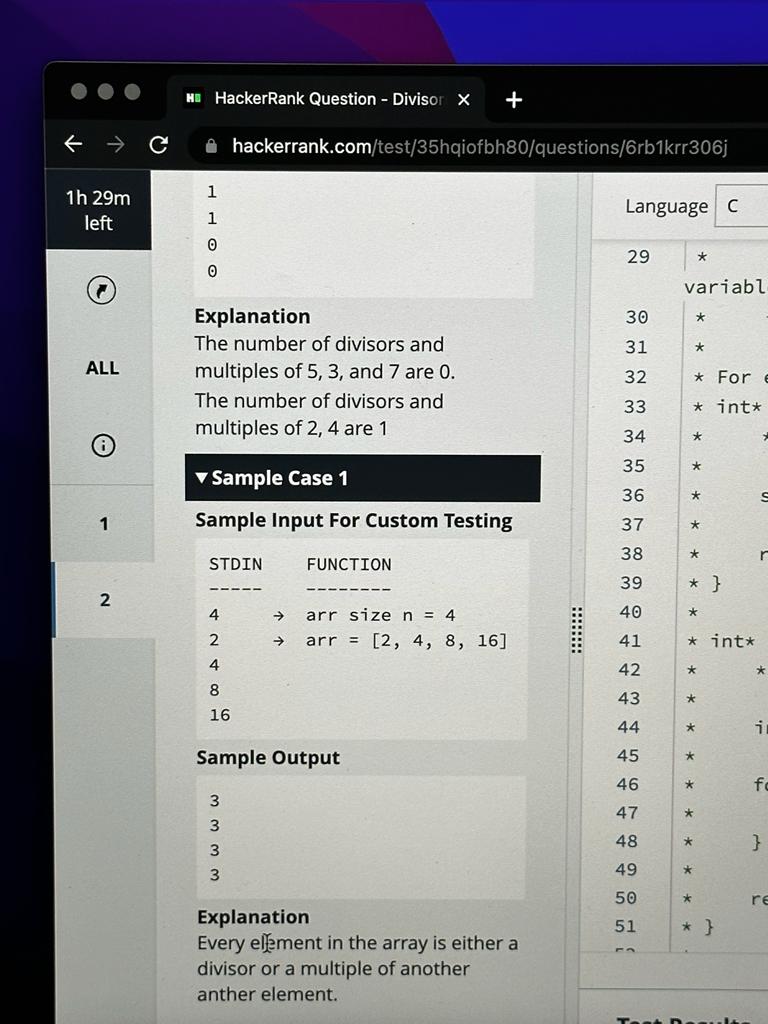 HackerRank Question - Divisor
hackerrank.com/test/35hqiofbh80/questions/6rb1krr306j
1h 29m
left
ALL
1
2
1
1
0
0
Explanation
The number of divisors and
multiples of 5, 3, and 7 are 0.
The number of divisors and
multiples of 2, 4 are 1
▼Sample Case 1
Sample Input For Custom Testing
STDIN FUNCTION
----- --------
4 → arr size n = 4
2 → arr = [2, 4, 8, 16]
4
8
16
Sample Output
3
3
3
3
Explanation
Every element in the array is either a
divisor or a multiple of another
anther element.
Language C
29 *
variabl
30 *
31 *
32 * For
33 * int*
34 * *
35 *
36 * s
37 *
38 * r
39 * }
40 *
41 * int*
42 * *
43 *
44 * i
45 *
46 * fo
47 *
48 * }
49 *
50 * re
51 * }
Test Results